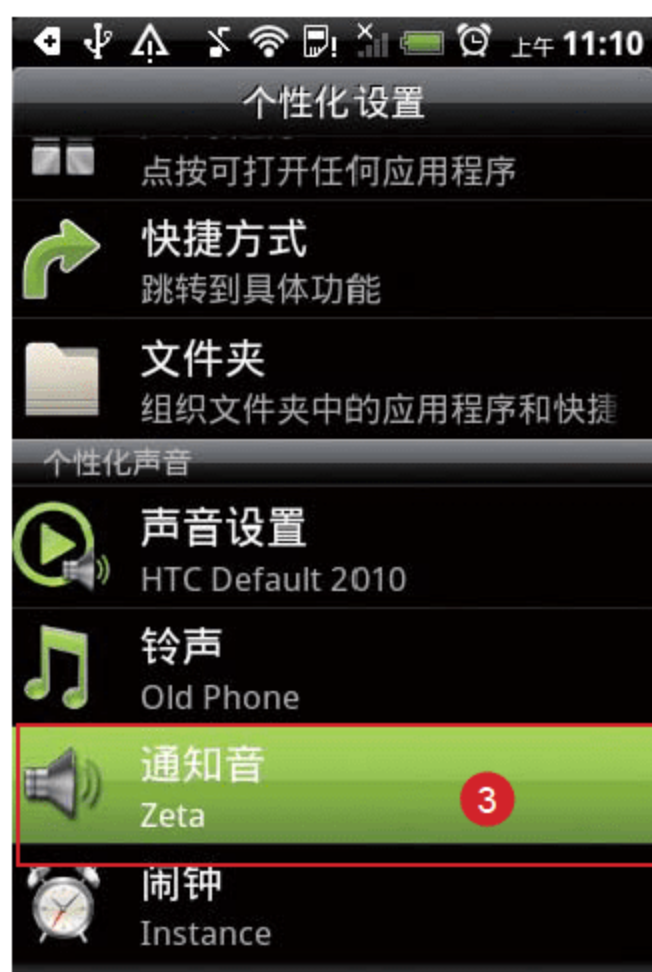 上午 11:10
个性化设置
点按可打开任何应用程序
快捷方式
跳转到具体功能
文件夹
组织文件夹中的应用程序和快捷
个性化声音
声音设置
HTC Default 2010
铃声
Old Phone
通知音
Zeta
3
闹钟
Instance